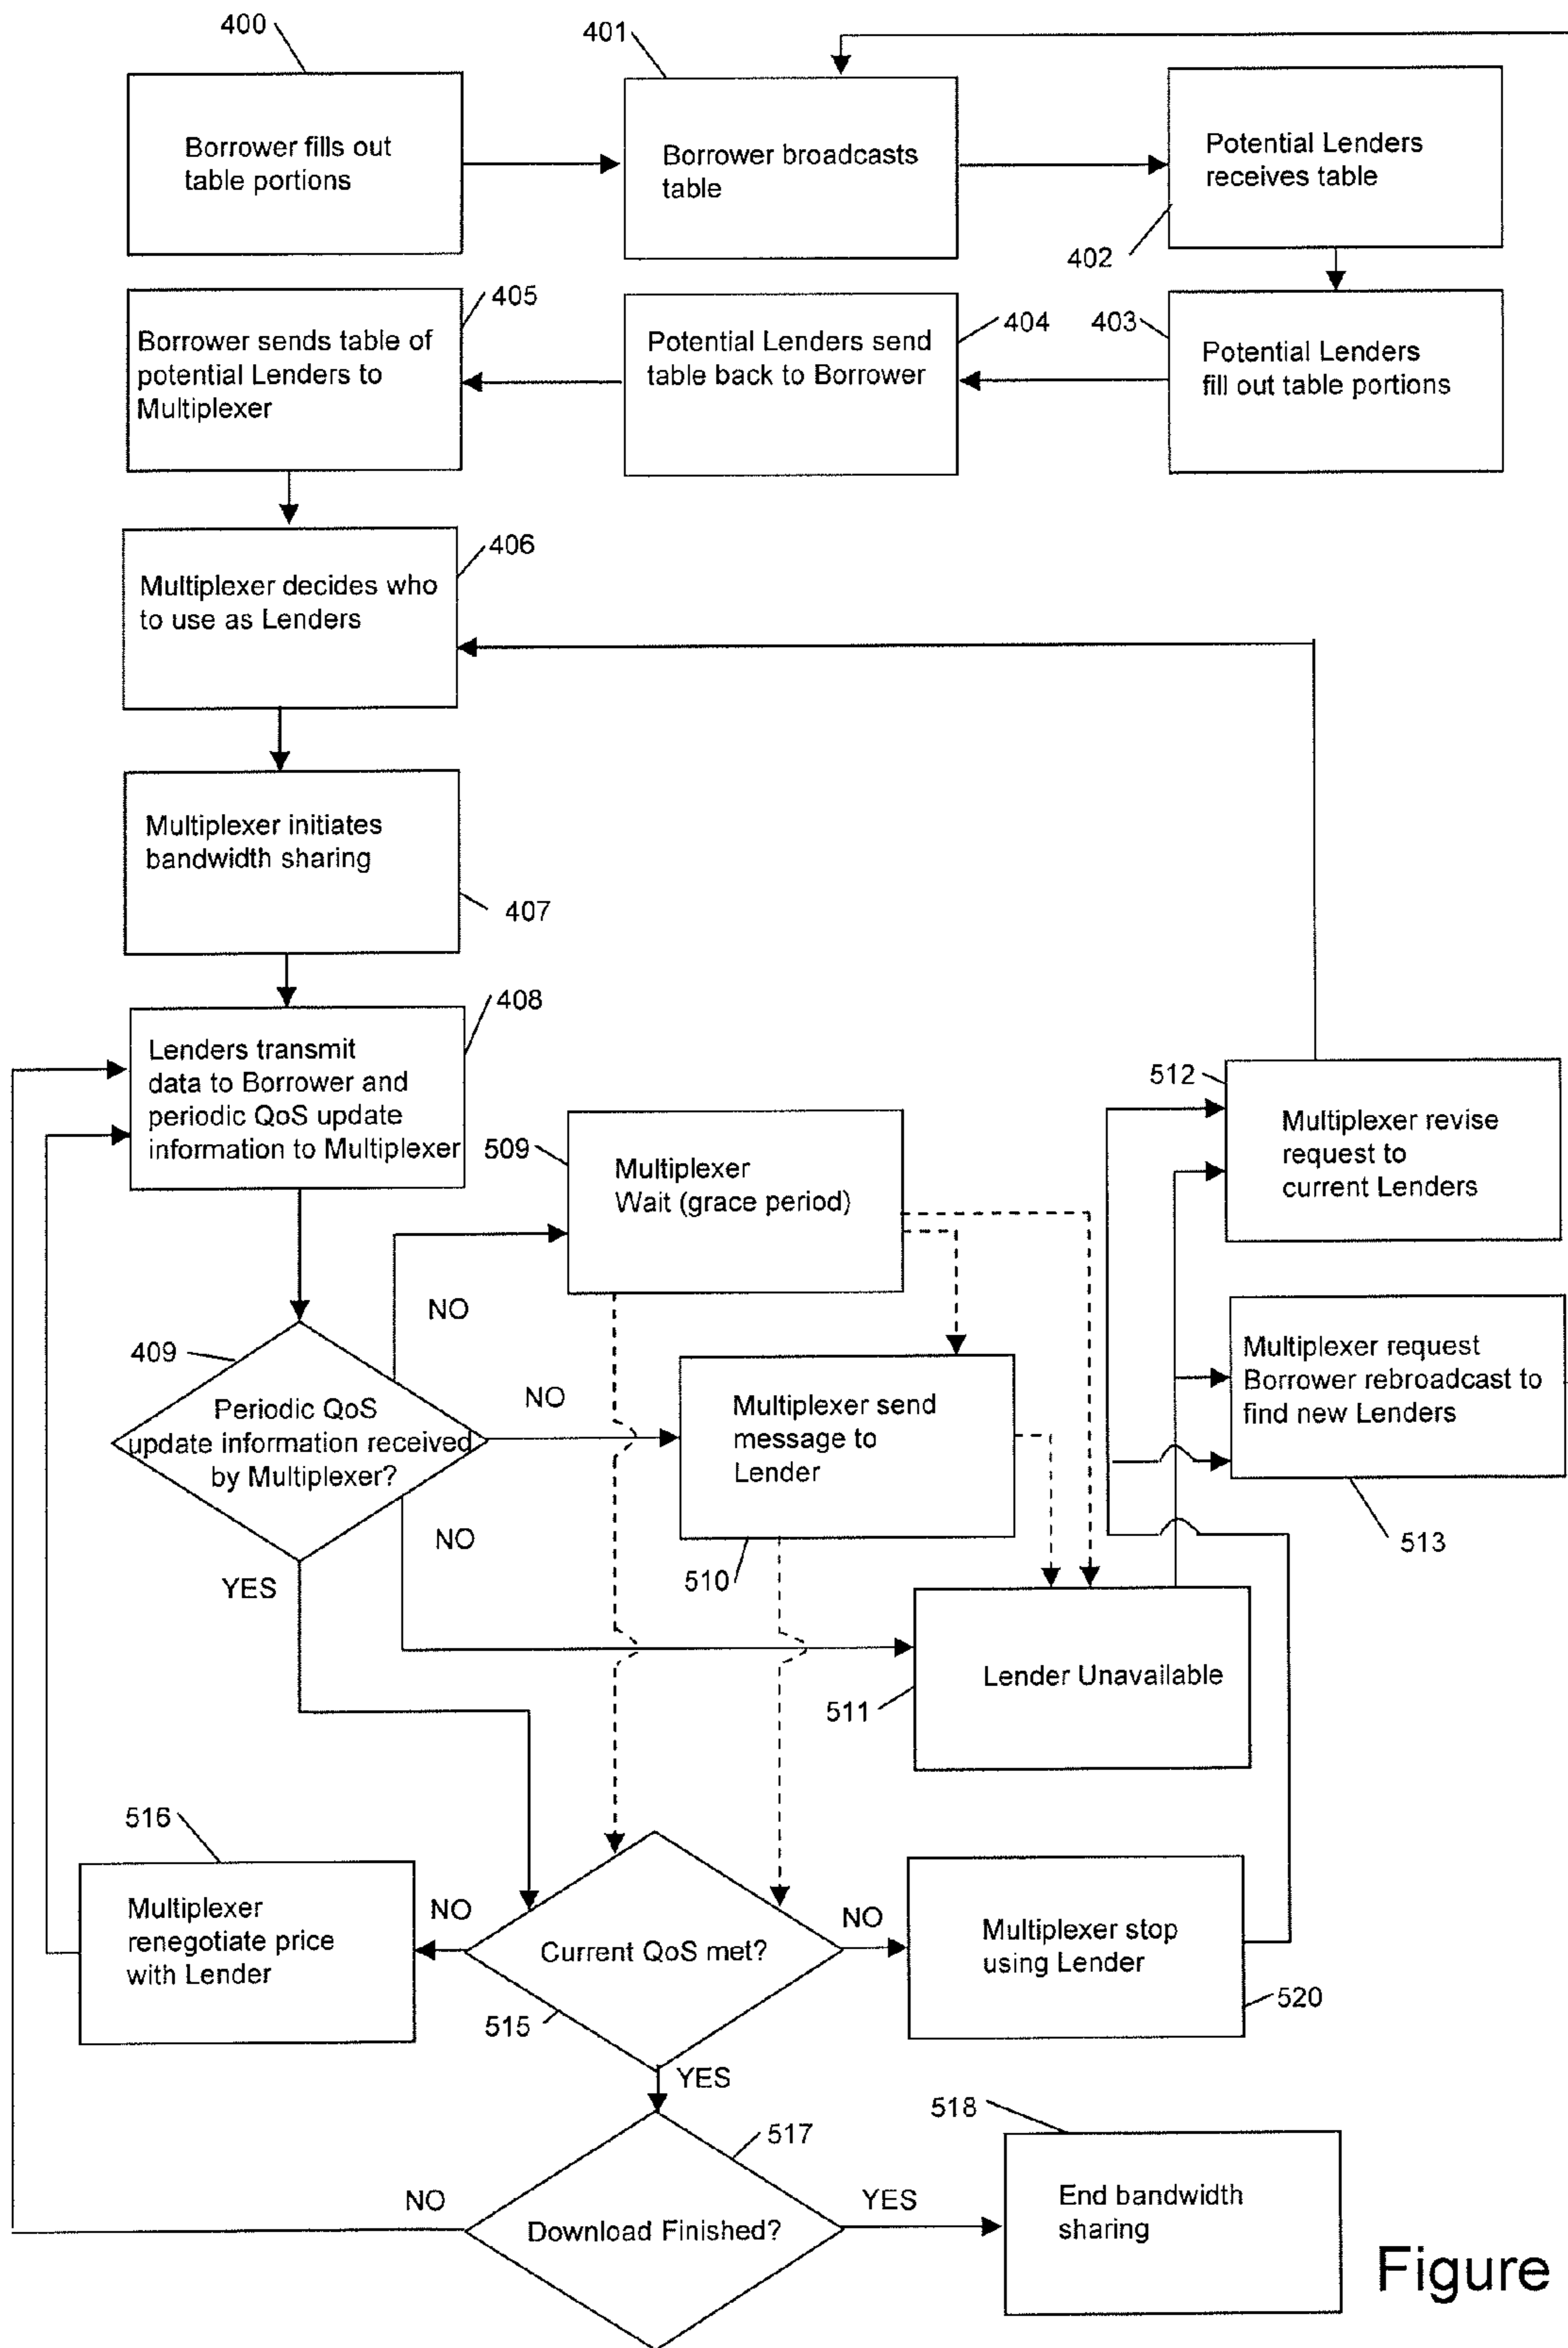 400
401
Borrower fills out
table portions
Borrower broadcasts
table
Potential Lenders
receives table
402
405
Borrower sends table of
potential Lenders to
Multiplexer
404
Potential Lenders send
table back to Borrower
403
Potential Lenders
fill out table portions
406
Multiplexer decides who
to use as Lenders
Multiplexer initiates
bandwidth sharing
407
408
Lenders transmit
data to Borrower and
periodic QoS update
information to Multiplexer
509
Multiplexer
Wait (grace period)
512
Multiplexer revise
request to
current Lenders
NO
409
Periodic QoS
update information received
by Multiplexer?
NO
Multiplexer send
message to
Lender
Multiplexer request
Borrower rebroadcast to
find new Lenders
NO
513
510
YES
Lender Unavailable
511
516
Multiplexer
renegotiate price
with Lender
NO
Current QoS met?
NO
Multiplexer stop
using Lender
515
520
YES
517
518
NO
Download Finished?
YES
End bandwidth
sharing
Figure